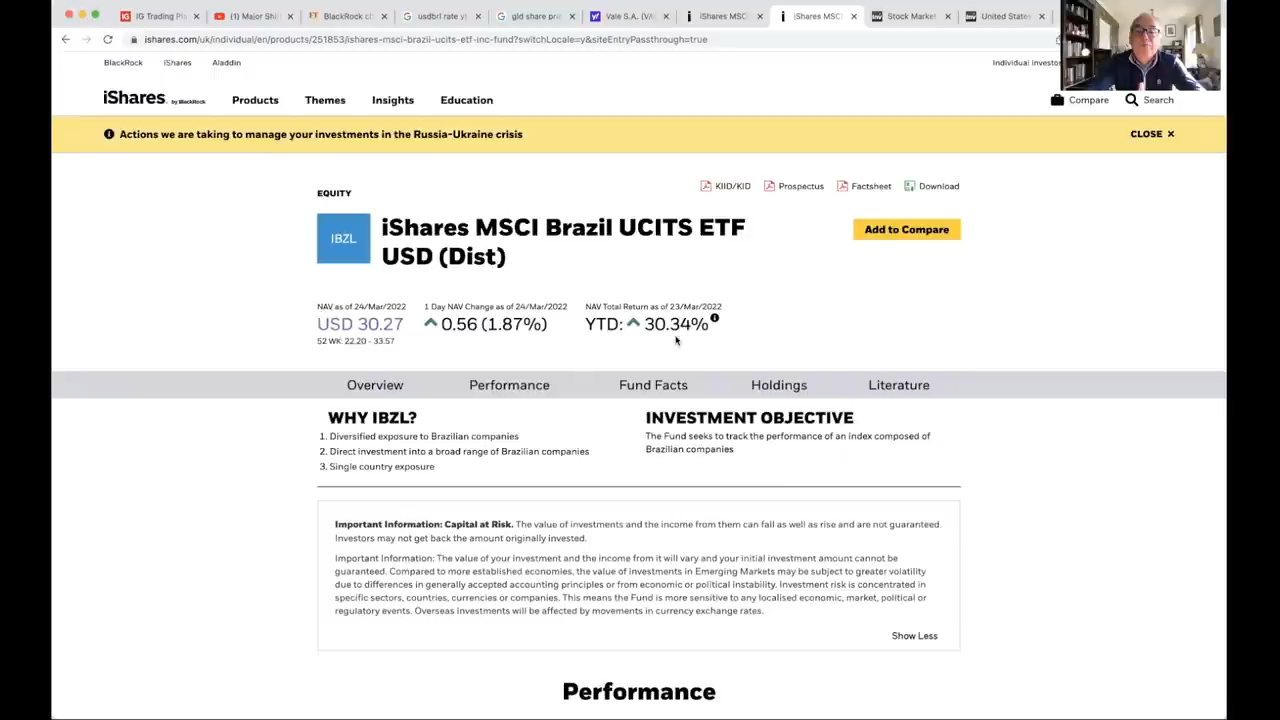 IG Trading Pl
(1) Major Shi
BlackRock c
usdbrl rate y
gld share pri
Vale S.A. (VA
iShares MSC
iShares MSC
Stock Market
United State
ishares.com/uk/individual/en/products/251853/ishares-msci-brazil-ucits-etf-inc-fund?switchLocale=y&siteEntryPassthrough=true
BlackRock iShares Aladdin Individual investo
iShares. by BlackRock Products Themes Insights Education Compare Search
Actions we are taking to manage your investments in the Russia-Ukraine crisis CLOSE ×
KIID/KID Prospectus Factsheet Download
EQUITY
IBZL
iShares MSCI Brazil UCITS ETF
USD (Dist)
Add to Compare
NAV as of 24/Mar/2022 1 Day NAV Change as of 24/Mar/2022 NAV Total Return as of 23/Mar/2022
USD 30.27 0.56 (1.87%) YTD: 30.34%
52 WK: 22.20 - 33.57
Overview Performance Fund Facts Holdings Literature
WHY IBZL?
1. Diversified exposure to Brazilian companies
2. Direct investment into a broad range of Brazilian companies
3. Single country exposure
INVESTMENT OBJECTIVE
The Fund seeks to track the performance of an index composed of
Brazilian companies
Important Information: Capital at Risk. The value of investments and the income from them can fall as well as rise and are not guaranteed.
Investors may not get back the amount originally invested.
Important Information: The value of your investment and the income from it will vary and your initial investment amount cannot be
guaranteed. Compared to more established economies, the value of investments in Emerging Markets may be subject to greater volatility
due to differences in generally accepted accounting principles or from economic or political instability. Investment risk is concentrated in
specific sectors, countries, currencies or companies. This means the Fund is more sensitive to any localised economic, market, political or
regulatory events. Overseas investments will be affected by movements in currency exchange rates.
Show Less
Performance